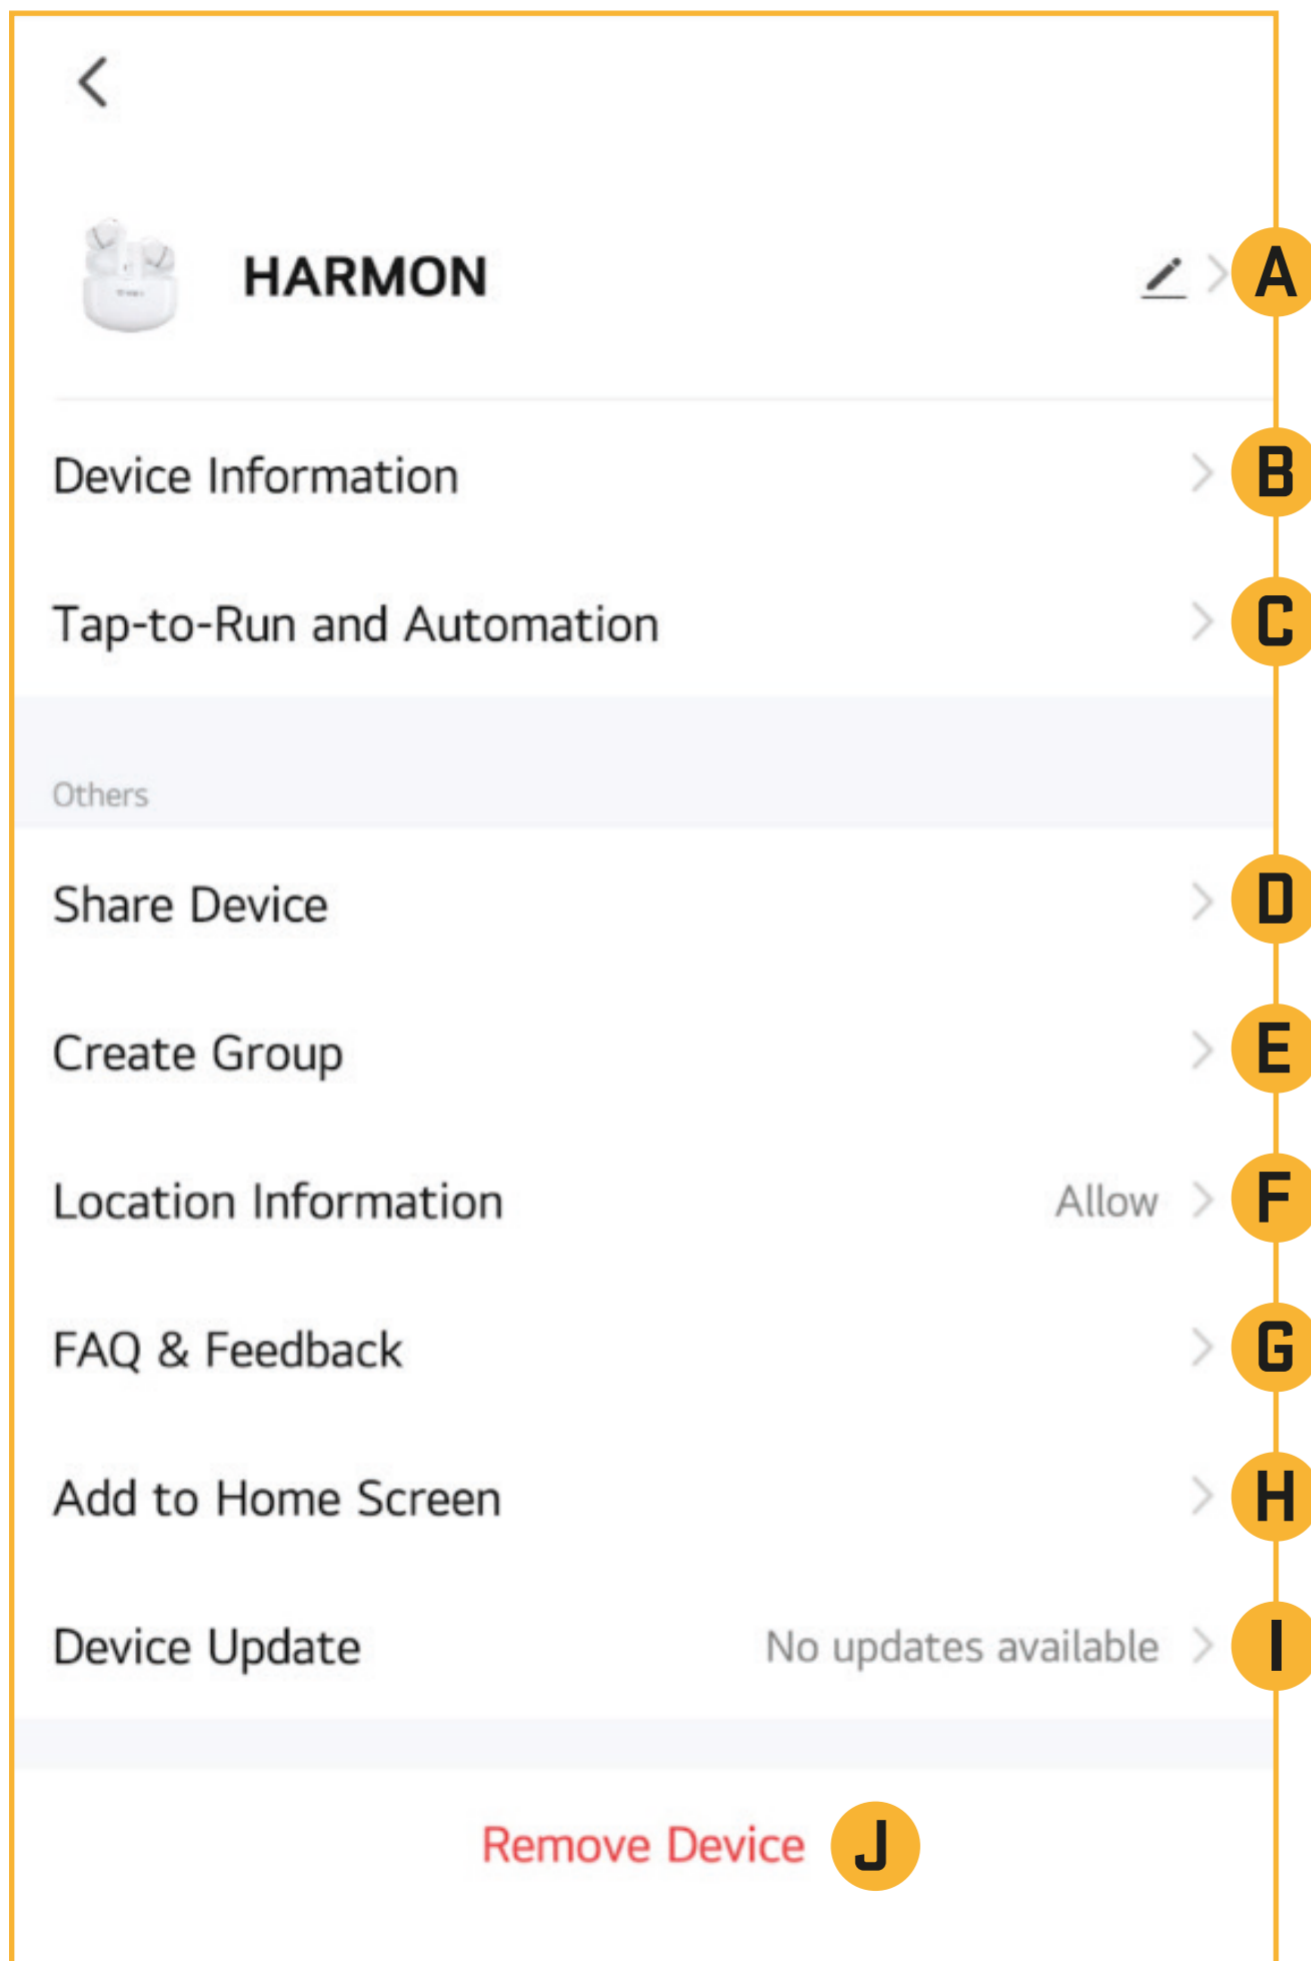 HARMON A
Device Information B
Tap-to-Run and Automation C
Others
Share Device D
Create Group E
Location Information Allow F
FAQ & Feedback G
Add to Home Screen H
Device Update No updates available I
Remove Device J